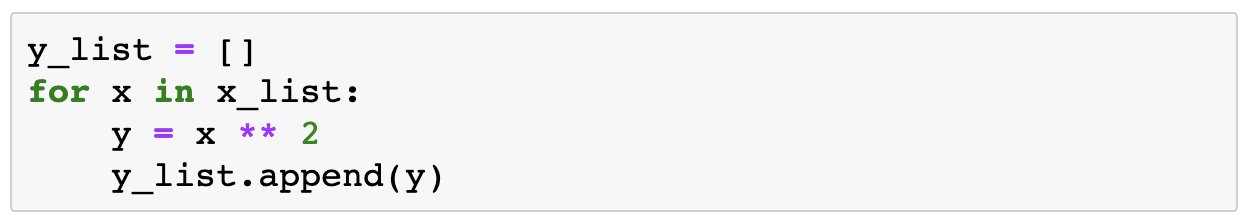 y_list = []
for x in x_list:
    y = x ** 2
    y_list.append(y)